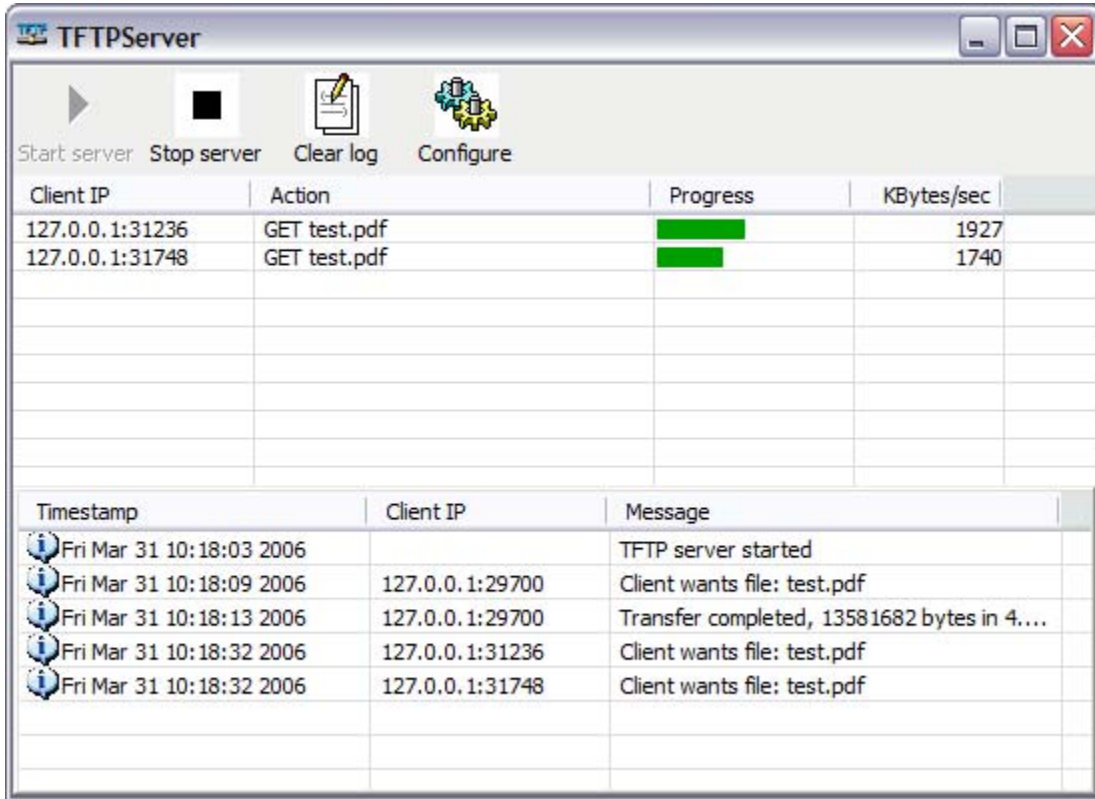 TFTPServer
Start server Stop server Clear log Configure
Client IP Action Progress KBytes/sec
127.0.0.1:31236 GET test.pdf 1927
127.0.0.1:31748 GET test.pdf 1740
Timestamp Client IP Message
Fri Mar 31 10:18:03 2006 TFTP server started
Fri Mar 31 10:18:09 2006 127.0.0.1:29700 Client wants file: test.pdf
Fri Mar 31 10:18:13 2006 127.0.0.1:29700 Transfer completed, 13581682 bytes in 4....
Fri Mar 31 10:18:32 2006 127.0.0.1:31236 Client wants file: test.pdf
Fri Mar 31 10:18:32 2006 127.0.0.1:31748 Client wants file: test.pdf